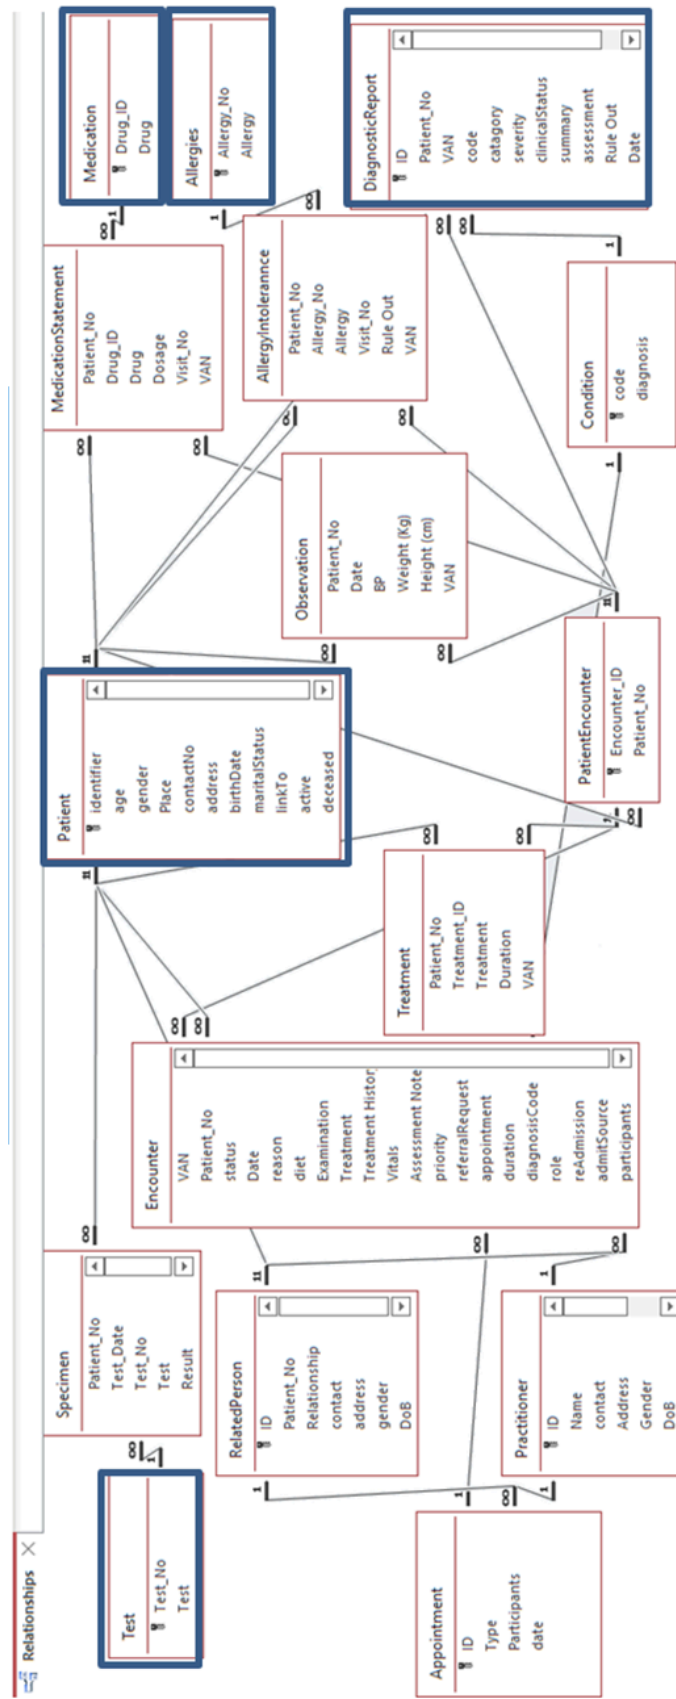 Relationships
Test
Test_No
Test
Specimen
Patient_No
Test_Date
Test_No
Test
Result
Patient
identifier
age
gender
Place
contactNo
address
birthDate
maritalStatus
linkTo
active
deceased
MedicationStatement
Patient_No
Drug_ID
Drug
Dosage
Visit_No
VAN
Medication
Drug_ID
Drug
Allergies
Allergy_No
Allergy
Encounter
VAN
Patient_No
status
Date
reason
diet
Examination
Treatment
Treatment Histor
Vitals
Assessment Note
priority
referralRequest
appointment
duration
diagnosisCode
role
reAdmission
admitSource
participants
RelatedPerson
ID
Patient_No
Relationship
contact
address
gender
DoB
AllergyIntolerannce
Patient_No
Allergy_No
Allergy
Visit_No
Rule Out
VAN
Observation
Patient_No
Date
BP
Weight (Kg)
Height (cm)
VAN
DiagnosticReport
ID
Patient_No
VAN
code
catagory
severity
clinicalStatus
summary
assessment
Rule Out
Date
Treatment
Patient_No
Treatment_ID
Treatment
Duration
VAN
Appointment
ID
Type
Participants
date
Practitioner
ID
Name
contact
Address
Gender
DoB
PatientEncounter
Encounter_ID
Patient_No
Condition
code
diagnosis